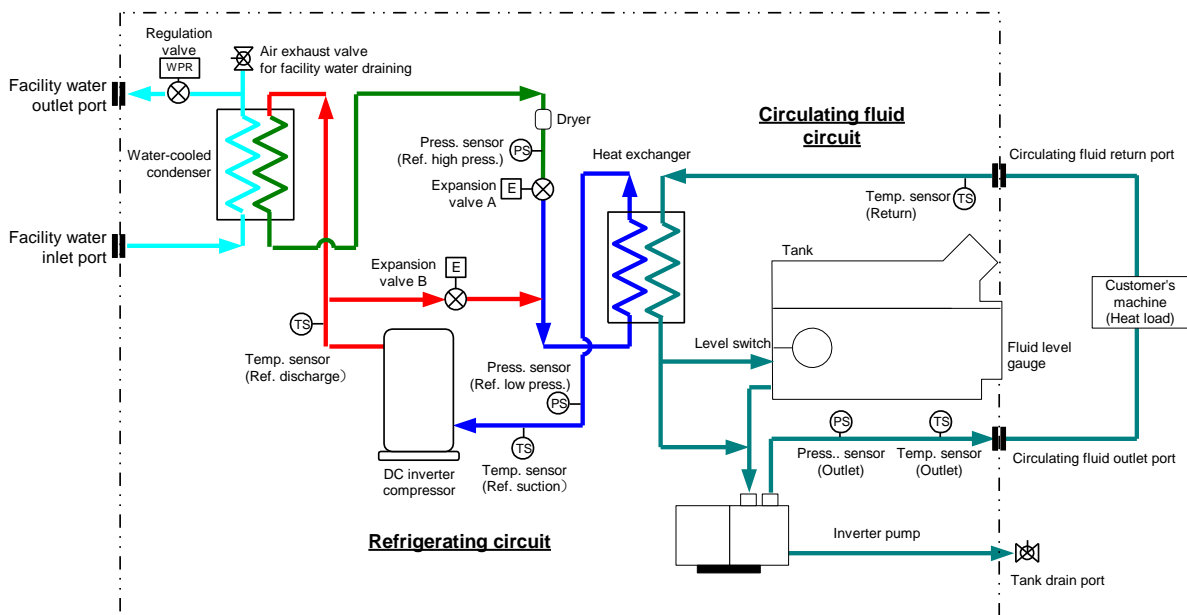 Regulation
valve
WPR
Air exhaust valve
for facility water draining
Facility water
outlet port
Water-cooled
condenser
Facility water
inlet port
Dryer
Press. sensor
(Ref. high press.)
PS
Expansion
valve A
E
Circulating fluid
circuit
Heat exchanger
Circulating fluid return port
Temp. sensor
(Return)
TS
Expansion
valve B
E
Tank
Customer's
machine
(Heat load)
TS
Temp. sensor
(Ref. discharge)
Level switch
Fluid level
gauge
Press. sensor
(Ref. low press.)
PS
TS
Temp. sensor
(Ref. suction)
DC inverter
compressor
PS
TS
Press.. sensor
(Outlet)
Temp. sensor
(Outlet)
Circulating fluid outlet port
Refrigerating circuit
Inverter pump
Tank drain port